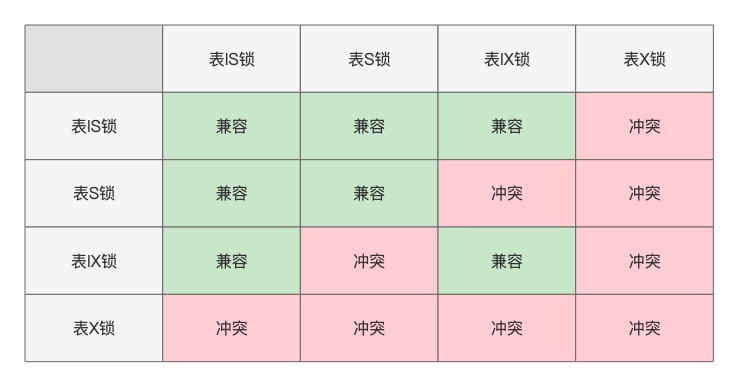 表IS锁 表S锁 表IX锁 表X锁
表IS锁 兼容 兼容 兼容 冲突
表S锁 兼容 兼容 冲突 冲突
表IX锁 兼容 冲突 兼容 冲突
表X锁 冲突 冲突 冲突 冲突